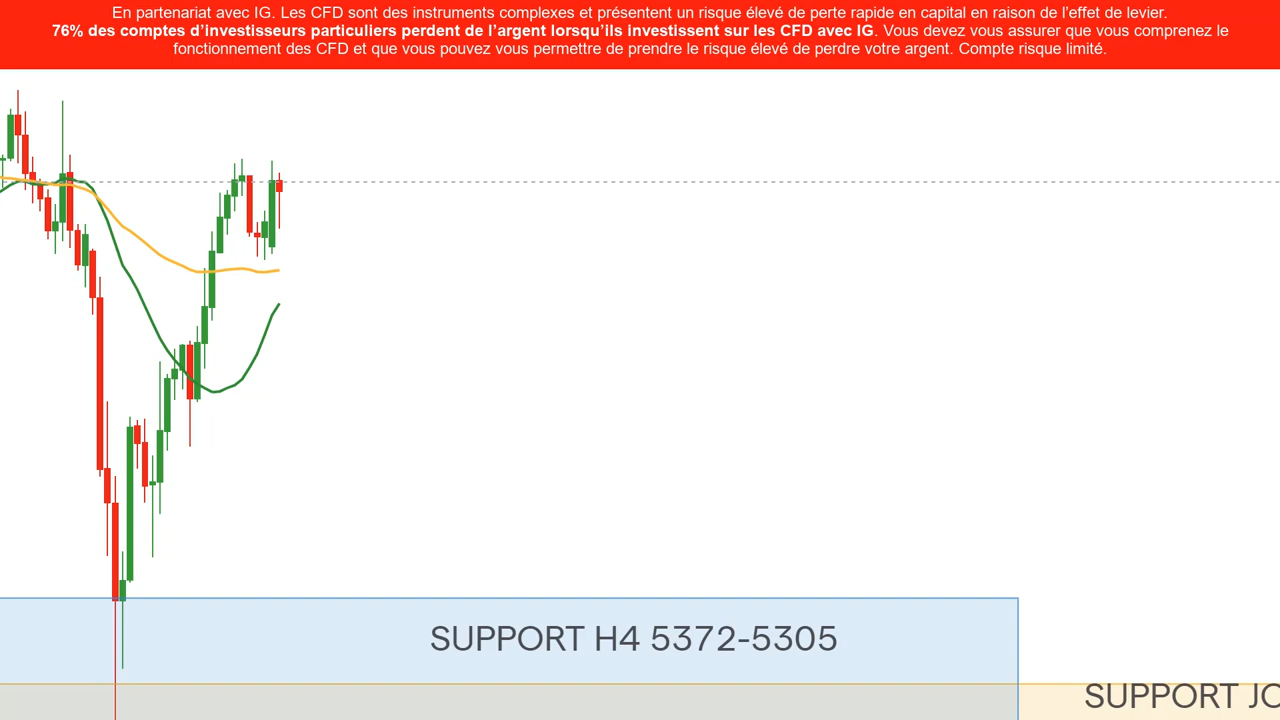 En partenariat avec IG. Les CFD sont des instruments complexes et présentent un risque élevé de perte rapide en capital en raison de l’effet de levier.
76% des comptes d’investisseurs particuliers perdent de l’argent lorsqu’ils investissent sur les CFD avec IG. Vous devez vous assurer que vous comprenez le
fonctionnement des CFD et que vous pouvez vous permettre de prendre le risque élevé de perdre votre argent. Compte risque limité.
SUPPORT H4 5372-5305
SUPPORT